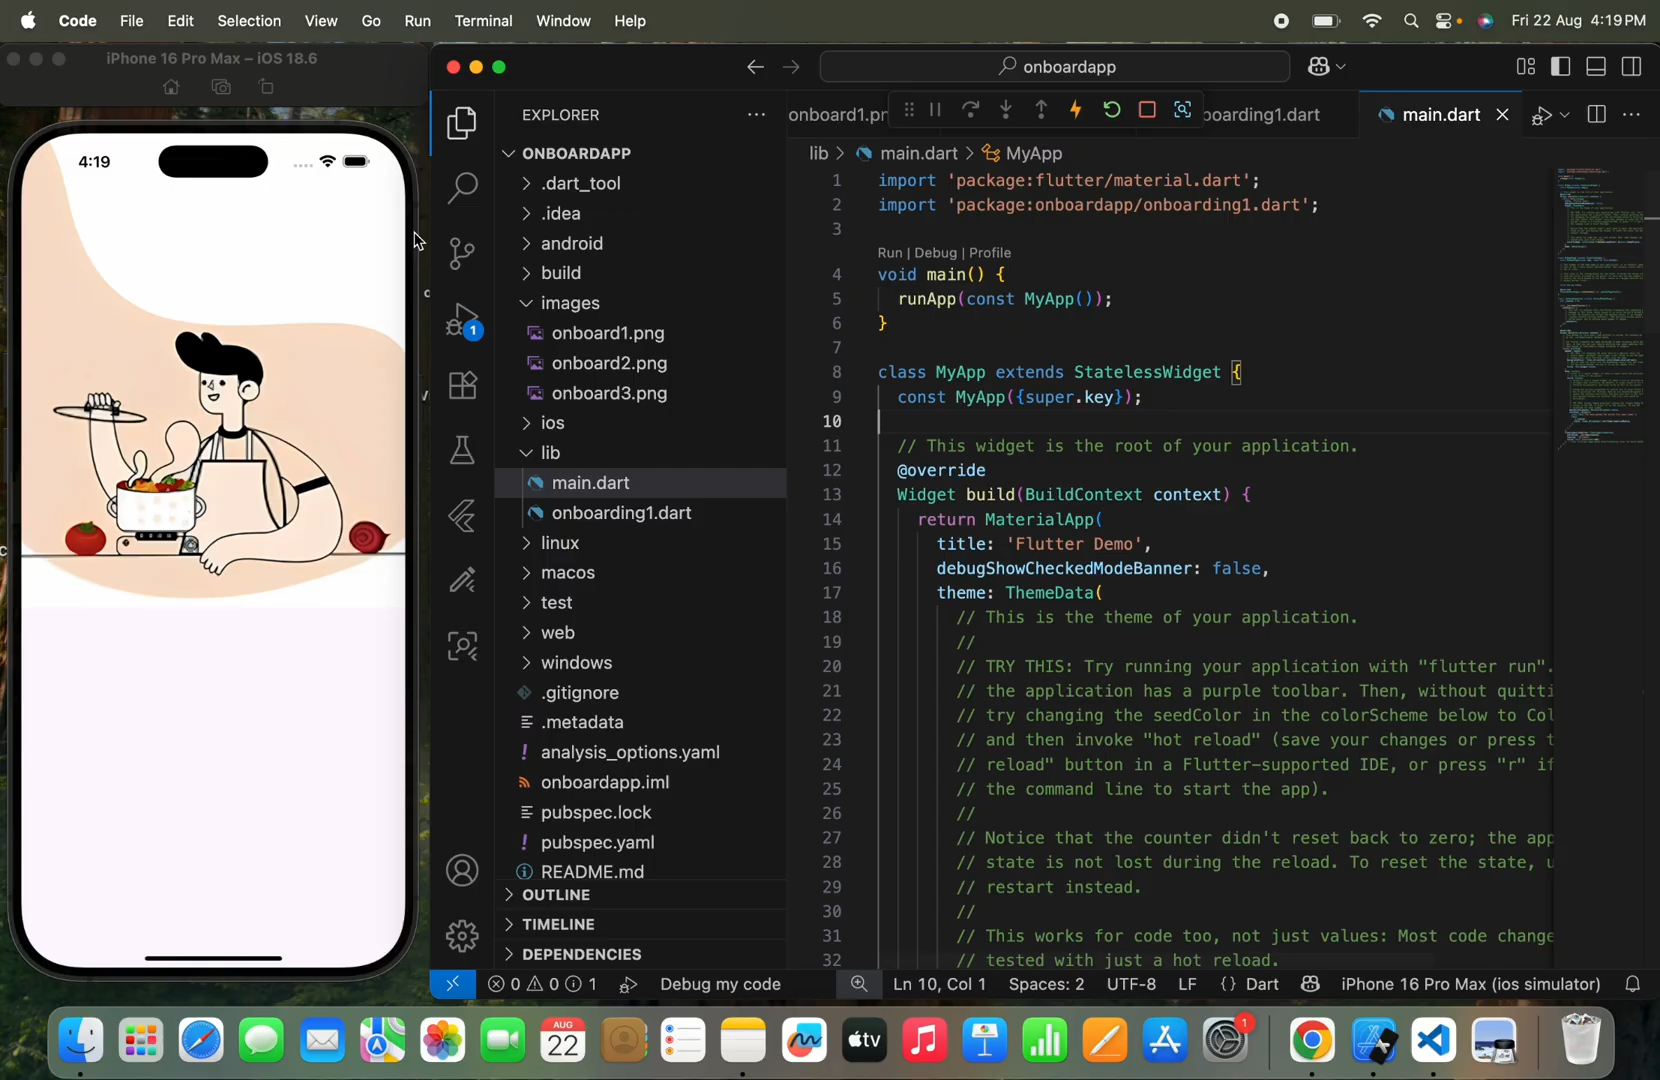 Code File Edit Selection View Go Run Terminal Window Help Fri 22 Aug 4:19 PM
iPhone 16 Pro Max – iOS 18.6
4:19
onboardapp
EXPLORER
ONBOARDAPP
.dart_tool
.idea
android
build
images
onboard1.png
onboard2.png
onboard3.png
ios
lib
main.dart
onboarding1.dart
linux
macos
test
web
windows
.gitignore
.metadata
analysis_options.yaml
onboardapp.iml
pubspec.lock
pubspec.yaml
README.md
OUTLINE
TIMELINE
DEPENDENCIES
1
onboard1.pr boarding1.dart main.dart
lib > main.dart > MyApp
1 import 'package:flutter/material.dart';
2 import 'package:onboardapp/onboarding1.dart';
3
Run | Debug | Profile
4 void main() {
5 runApp(const MyApp());
6 }
7
8 class MyApp extends StatelessWidget {
9 const MyApp({super.key});
10
11 // This widget is the root of your application.
12 @override
13 Widget build(BuildContext context) {
14 return MaterialApp(
15 title: 'Flutter Demo',
16 debugShowCheckedModeBanner: false,
17 theme: ThemeData(
18 // This is the theme of your application.
19 //
20 // TRY THIS: Try running your application with "flutter run".
21 // the application has a purple toolbar. Then, without quitti
22 // try changing the seedColor in the colorScheme below to Col
23 // and then invoke "hot reload" (save your changes or press t
24 // reload" button in a Flutter-supported IDE, or press "r" if
25 // the command line to start the app).
26 //
27 // Notice that the counter didn't reset back to zero; the app
28 // state is not lost during the reload. To reset the state, u
29 // restart instead.
30 //
31 // This works for code too, not just values: Most code change
32 // tested with just a hot reload.
0 0 1 Debug my code Ln 10, Col 1 Spaces: 2 UTF-8 LF {} Dart iPhone 16 Pro Max (ios simulator)
AUG
22
tv
1